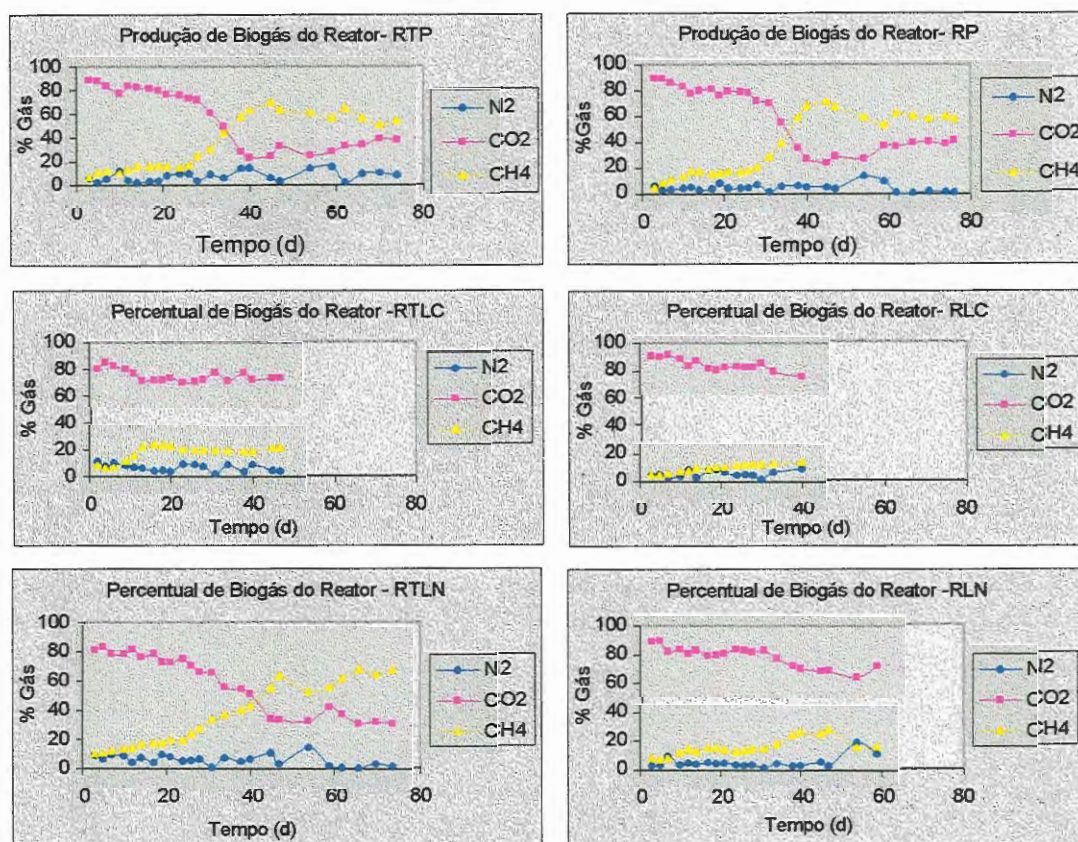 Produção de Biogás do Reator- RTP
100
80
60
40
20
0
% Gás
0 20 40 60 80
Tempo (d)
N2
CO2
CH4
Produção de Biogás do Reator- RP
100
80
60
40
20
0
%Gás
0 20 40 60 80
Tempo (d)
N2
CO2
CH4
Percentual de Biogás do Reator -RTLC
100
80
60
40
20
0
% Gás
0 20 40 60 80
Tempo (d)
N2
CO2
CH4
Percentual de Biogás do Reator- RLC
100
80
60
40
20
0
% Gás
0 20 40 60 80
Tempo (d)
N2
CO2
CH4
Percentual de Biogás do Reator - RTLN
100
80
60
40
20
0
% Gás
0 20 40 60 80
Tempo (d)
N2
CO2
CH4
Percentual de Biogás do Reator -RLN
100
80
60
40
20
0
% Gás
0 20 40 60 80
Tempo (d)
N2
CO2
CH4